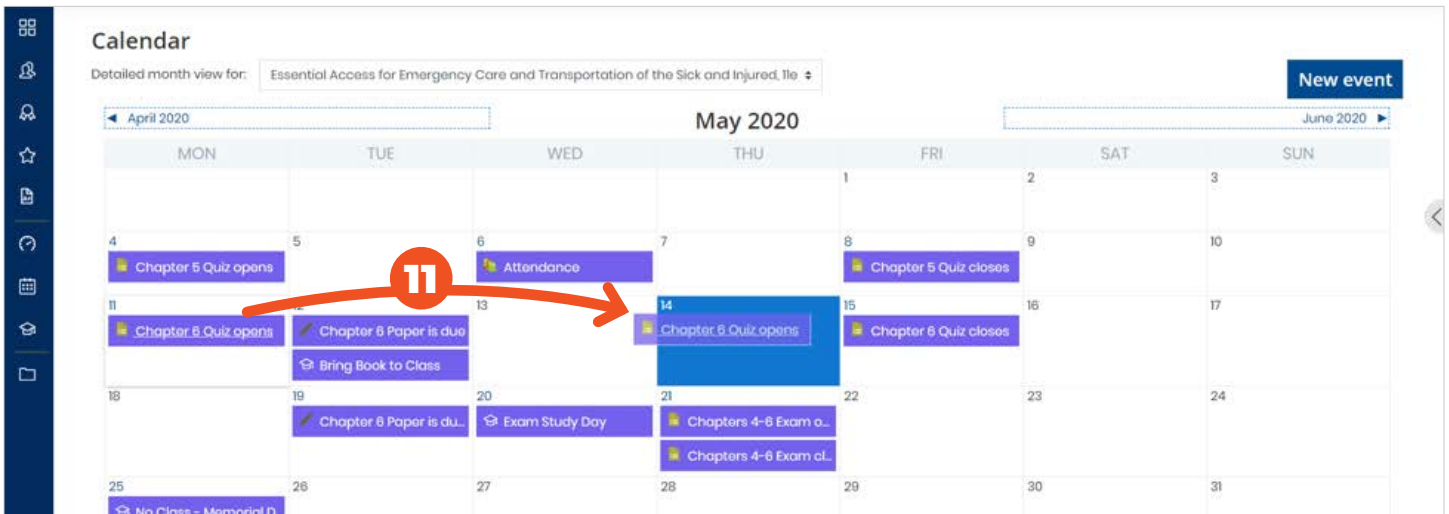 Calendar
Detailed month view for: Essential Access for Emergency Care and Transportation of the Sick and Injured, 11e
New event
◄ April 2020
May 2020
June 2020 ►
MON TUE WED THU FRI SAT SUN
1 2 3
4 5 6 7 8 9 10
Chapter 5 Quiz opens Attendance Chapter 5 Quiz closes
11
11 12 13 14 15 16 17
Chapter 6 Quiz opens Chapter 6 Paper is due Chapter 6 Quiz opens Chapter 6 Quiz closes
Bring Book to Class
18 19 20 21 22 23 24
Chapter 6 Paper is du... Exam Study Day Chapters 4-6 Exam o...
Chapters 4-6 Exam cl...
25 26 27 28 29 30 31
No Class - Memorial D